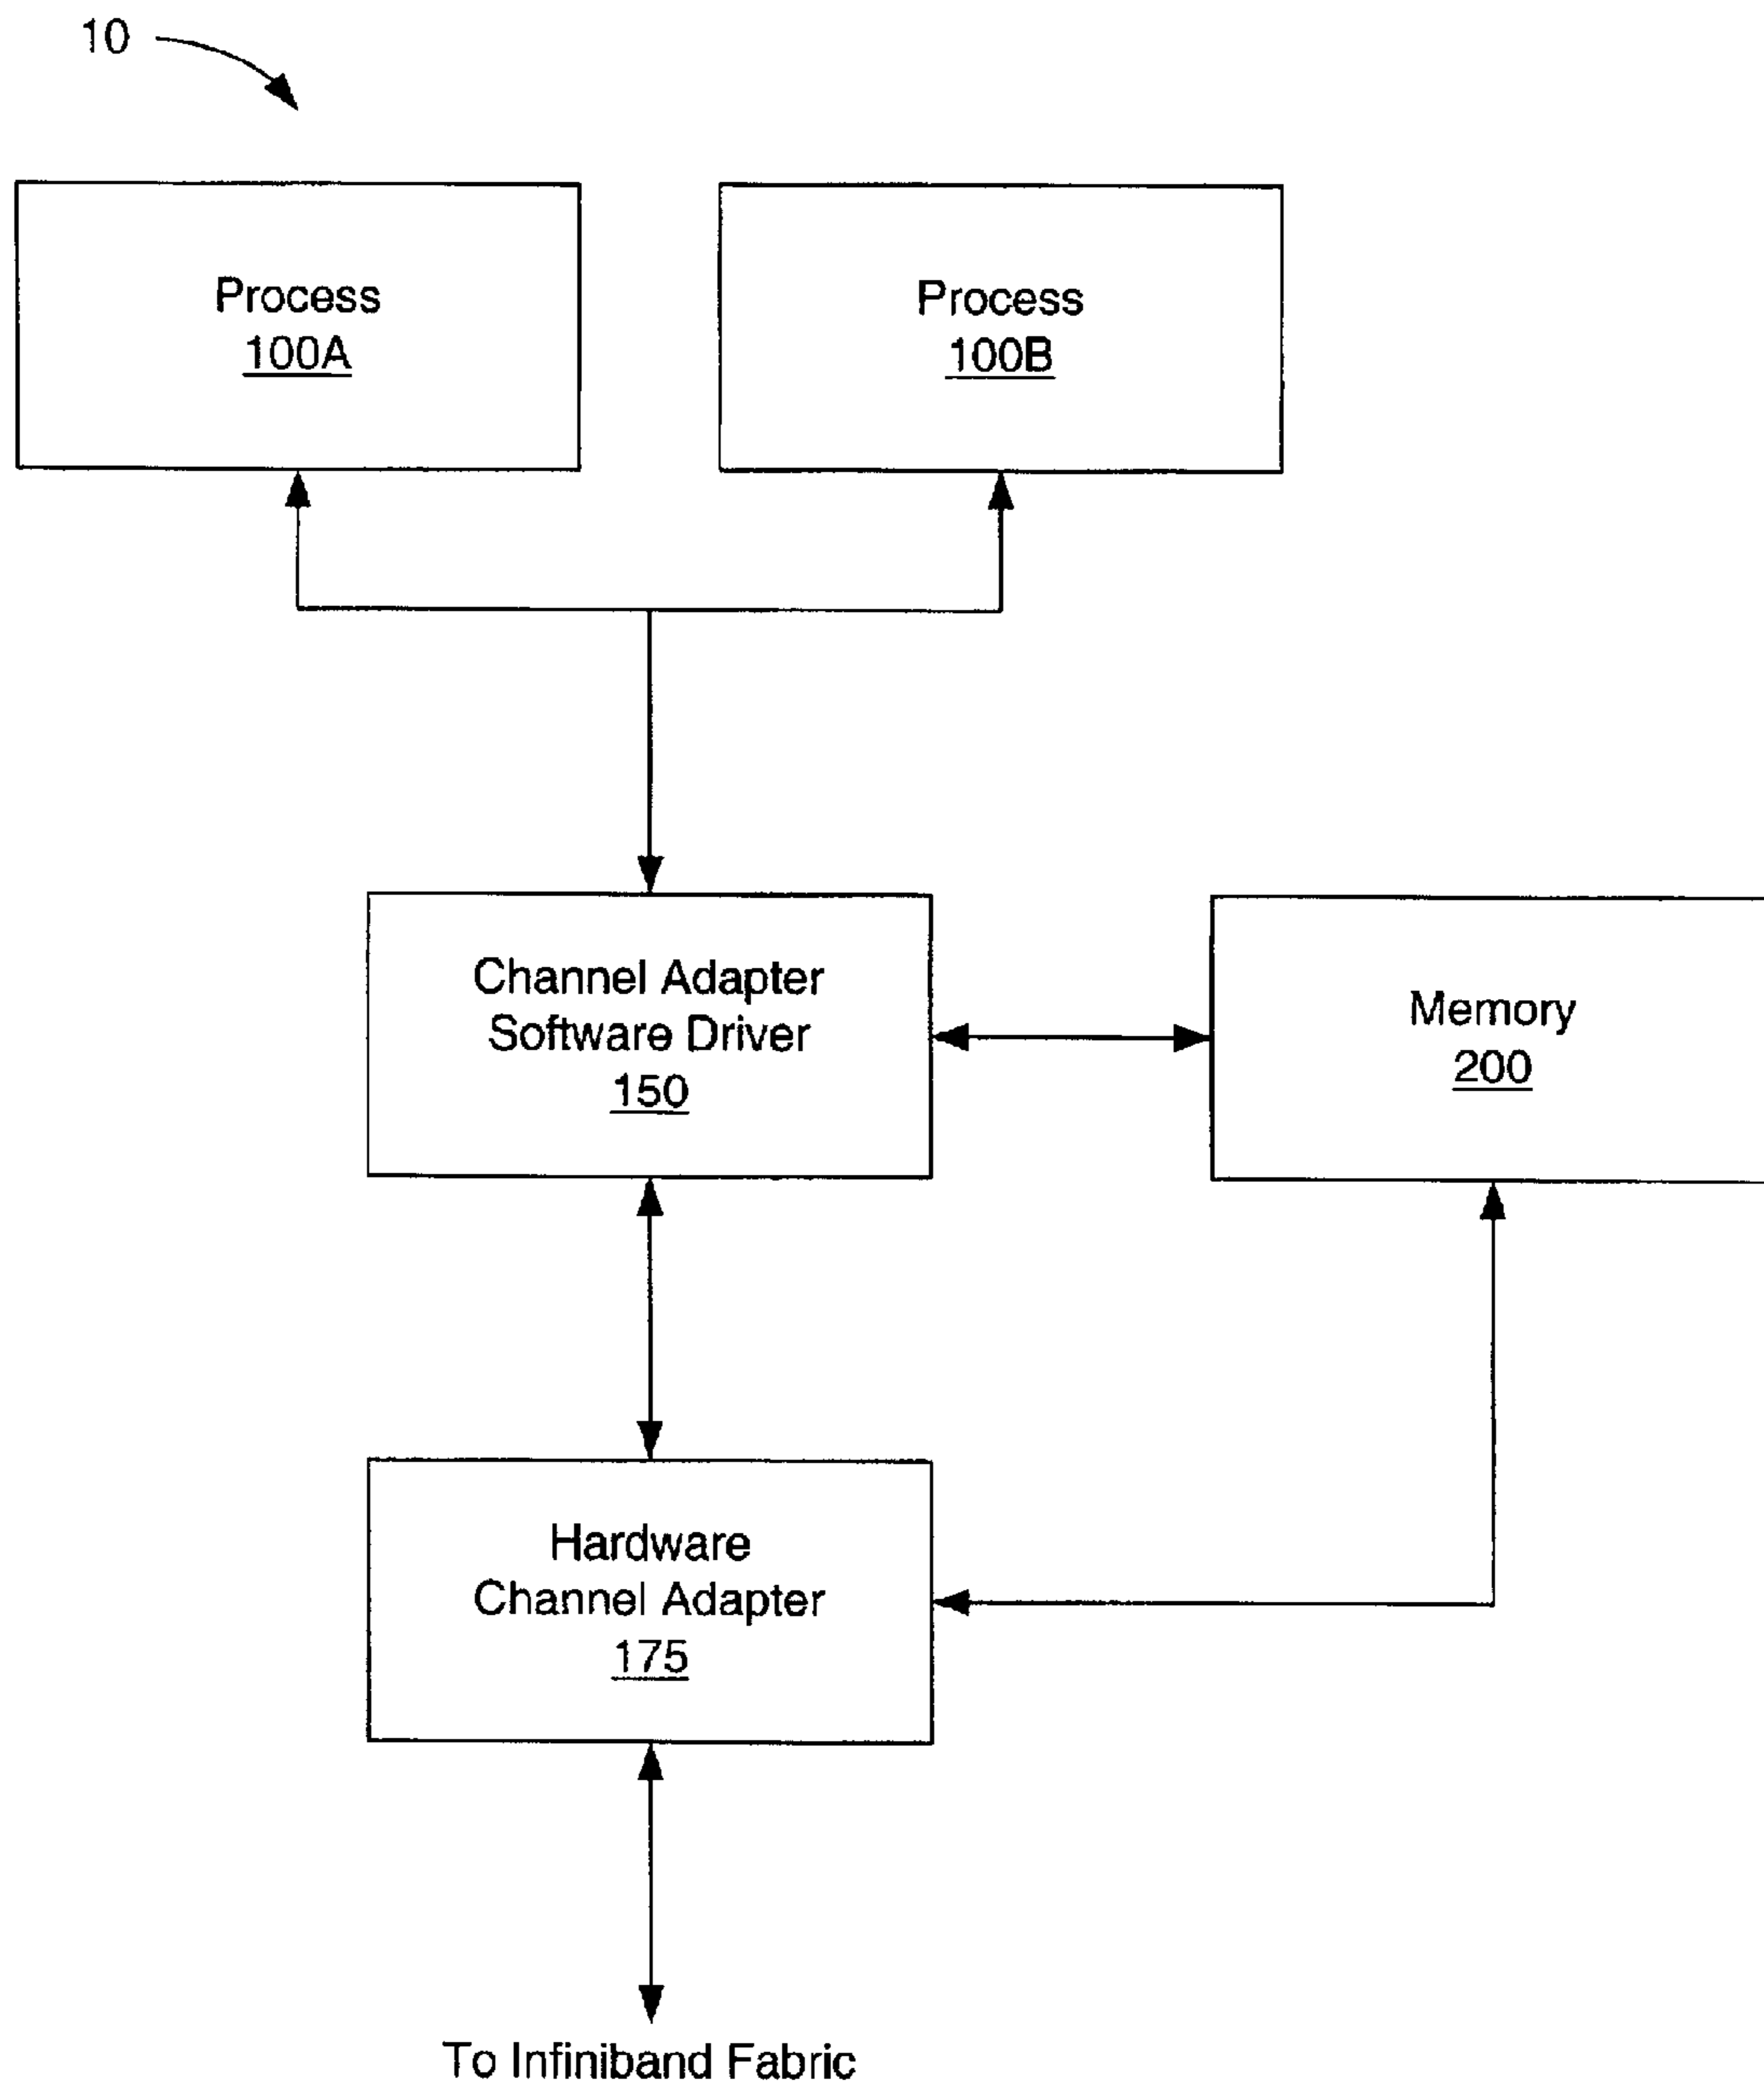 10
Process
100A
Process
100B
Channel Adapter
Software Driver
150
Memory
200
Hardware
Channel Adapter
175
To Infiniband Fabric